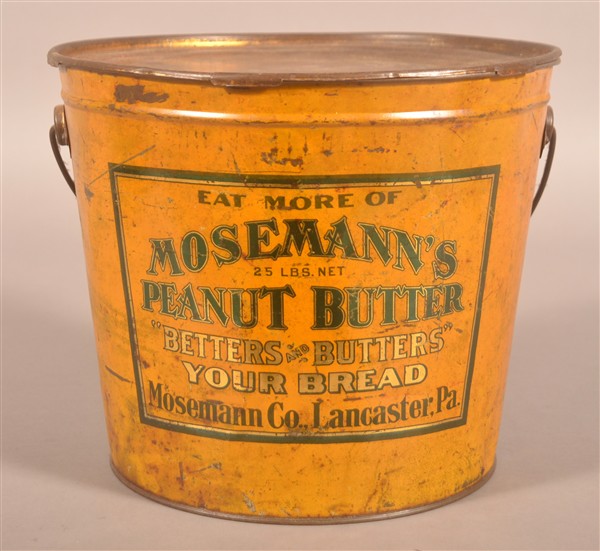 EAT MORE OF
MOSEMANN'S
25 LBS. NET
PEANUT BUTTER
"BETTERS AND BUTTERS"
YOUR BREAD
Mosemann Co., Lancaster, Pa.